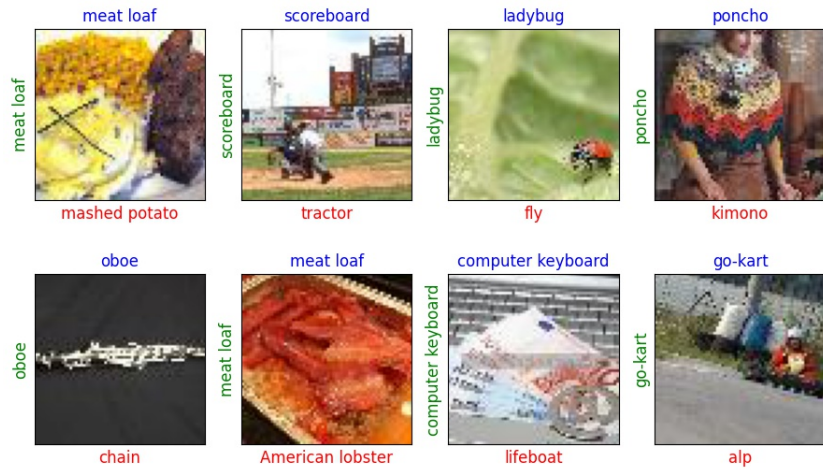 meat loaf
scoreboard
ladybug
poncho
meat loaf
scoreboard
ladybug
poncho
mashed potato
tractor
fly
kimono
oboe
meat loaf
computer keyboard
go-kart
oboe
meat loaf
computer keyboard
go-kart
chain
American lobster
lifeboat
alp